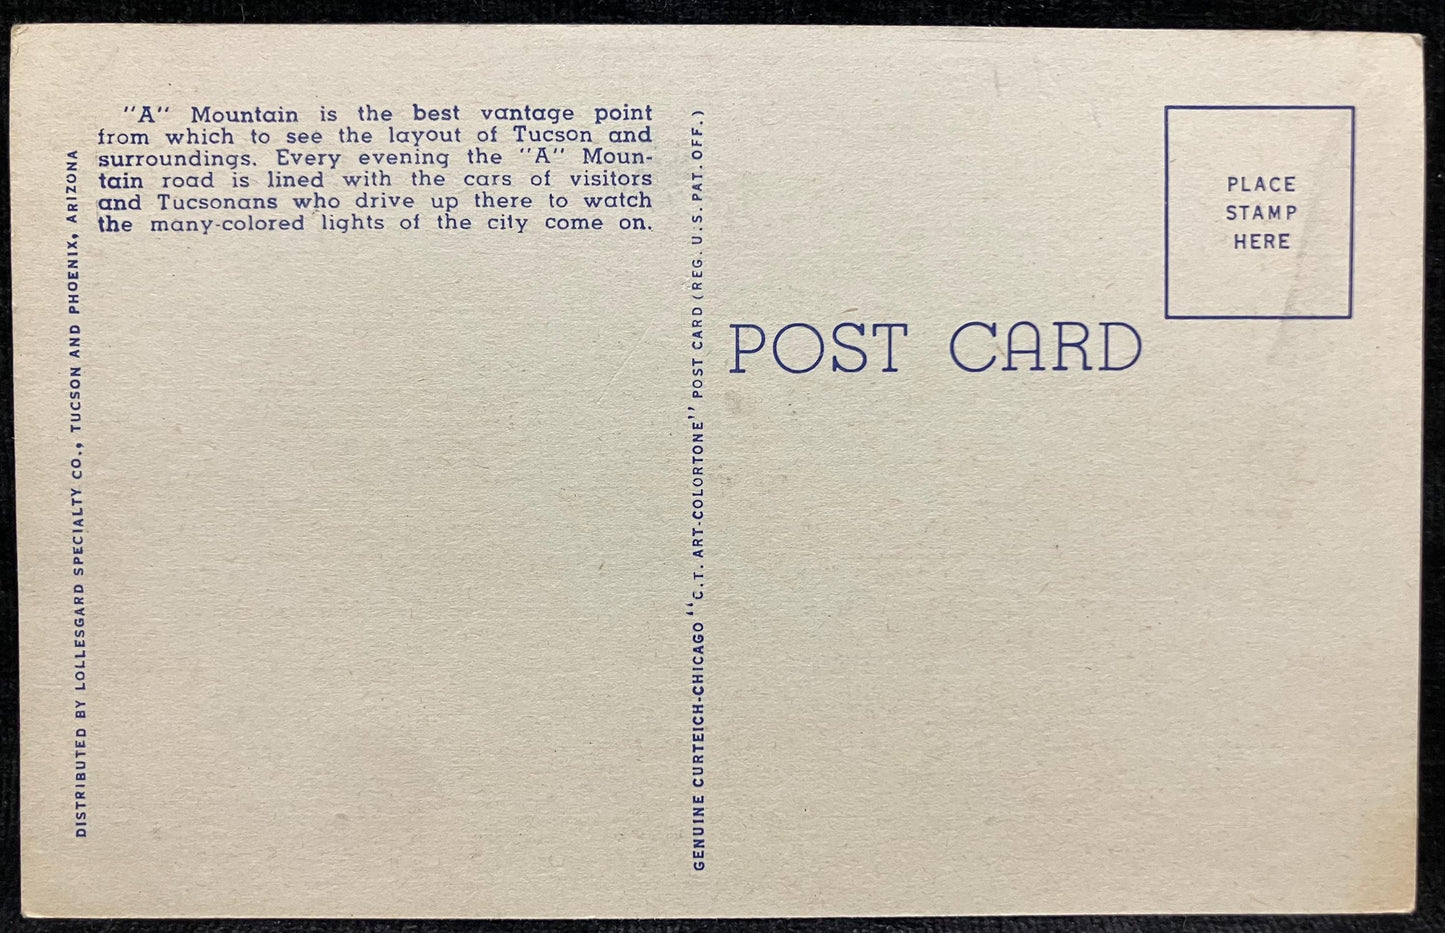 "A" Mountain is the best vantage point
from which to see the layout of Tucson and
surroundings. Every evening the "A" Moun-
tain road is lined with the cars of visitors
and Tucsonans who drive up there to watch
the many-colored lights of the city come on.
DISTRIBUTED BY LOLLESGARD SPECIALTY CO., TUCSON AND PHOENIX, ARIZONA
GENUINE CURTEICH-CHICAGO "C.T. ART-COLORTONE" POST CARD (REG. U.S. PAT. OFF.)
PLACE
STAMP
HERE
POST CARD